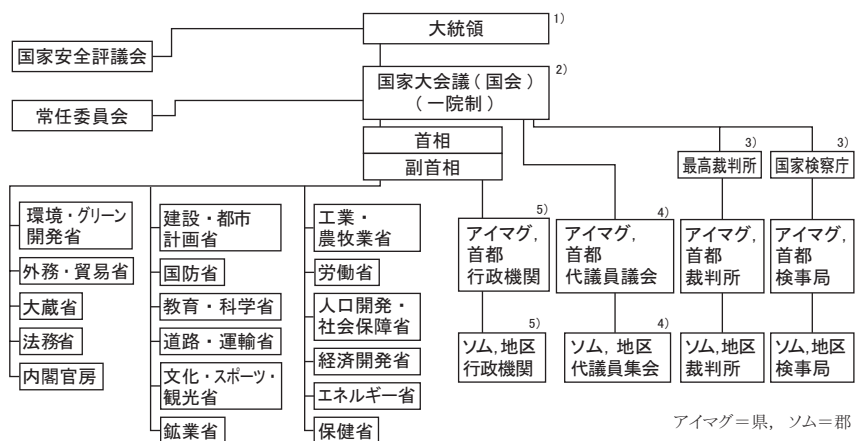 大統領
1)
国家安全評議会
国家大会議(国会)
(一院制)
2)
常任委員会
首相
副首相
3)
最高裁判所
3)
国家検察庁
環境・グリーン
開発省
外務・貿易省
大蔵省
法務省
内閣官房
建設・都市
計画省
国防省
教育・科学省
道路・運輸省
文化・スポーツ・
観光省
鉱業省
工業・
農牧業省
労働省
人口開発・
社会保障省
経済開発省
エネルギー省
保健省
5)
アイマグ,
首都
行政機関
4)
アイマグ,
首都
代議員議会
アイマグ,
首都
裁判所
アイマグ,
首都
検事局
5)
ソム,地区
行政機関
4)
ソム, 地区
代議員集会
ソム,地区
裁判所
ソム,地区
検事局
アイマグ=県, ソム=郡